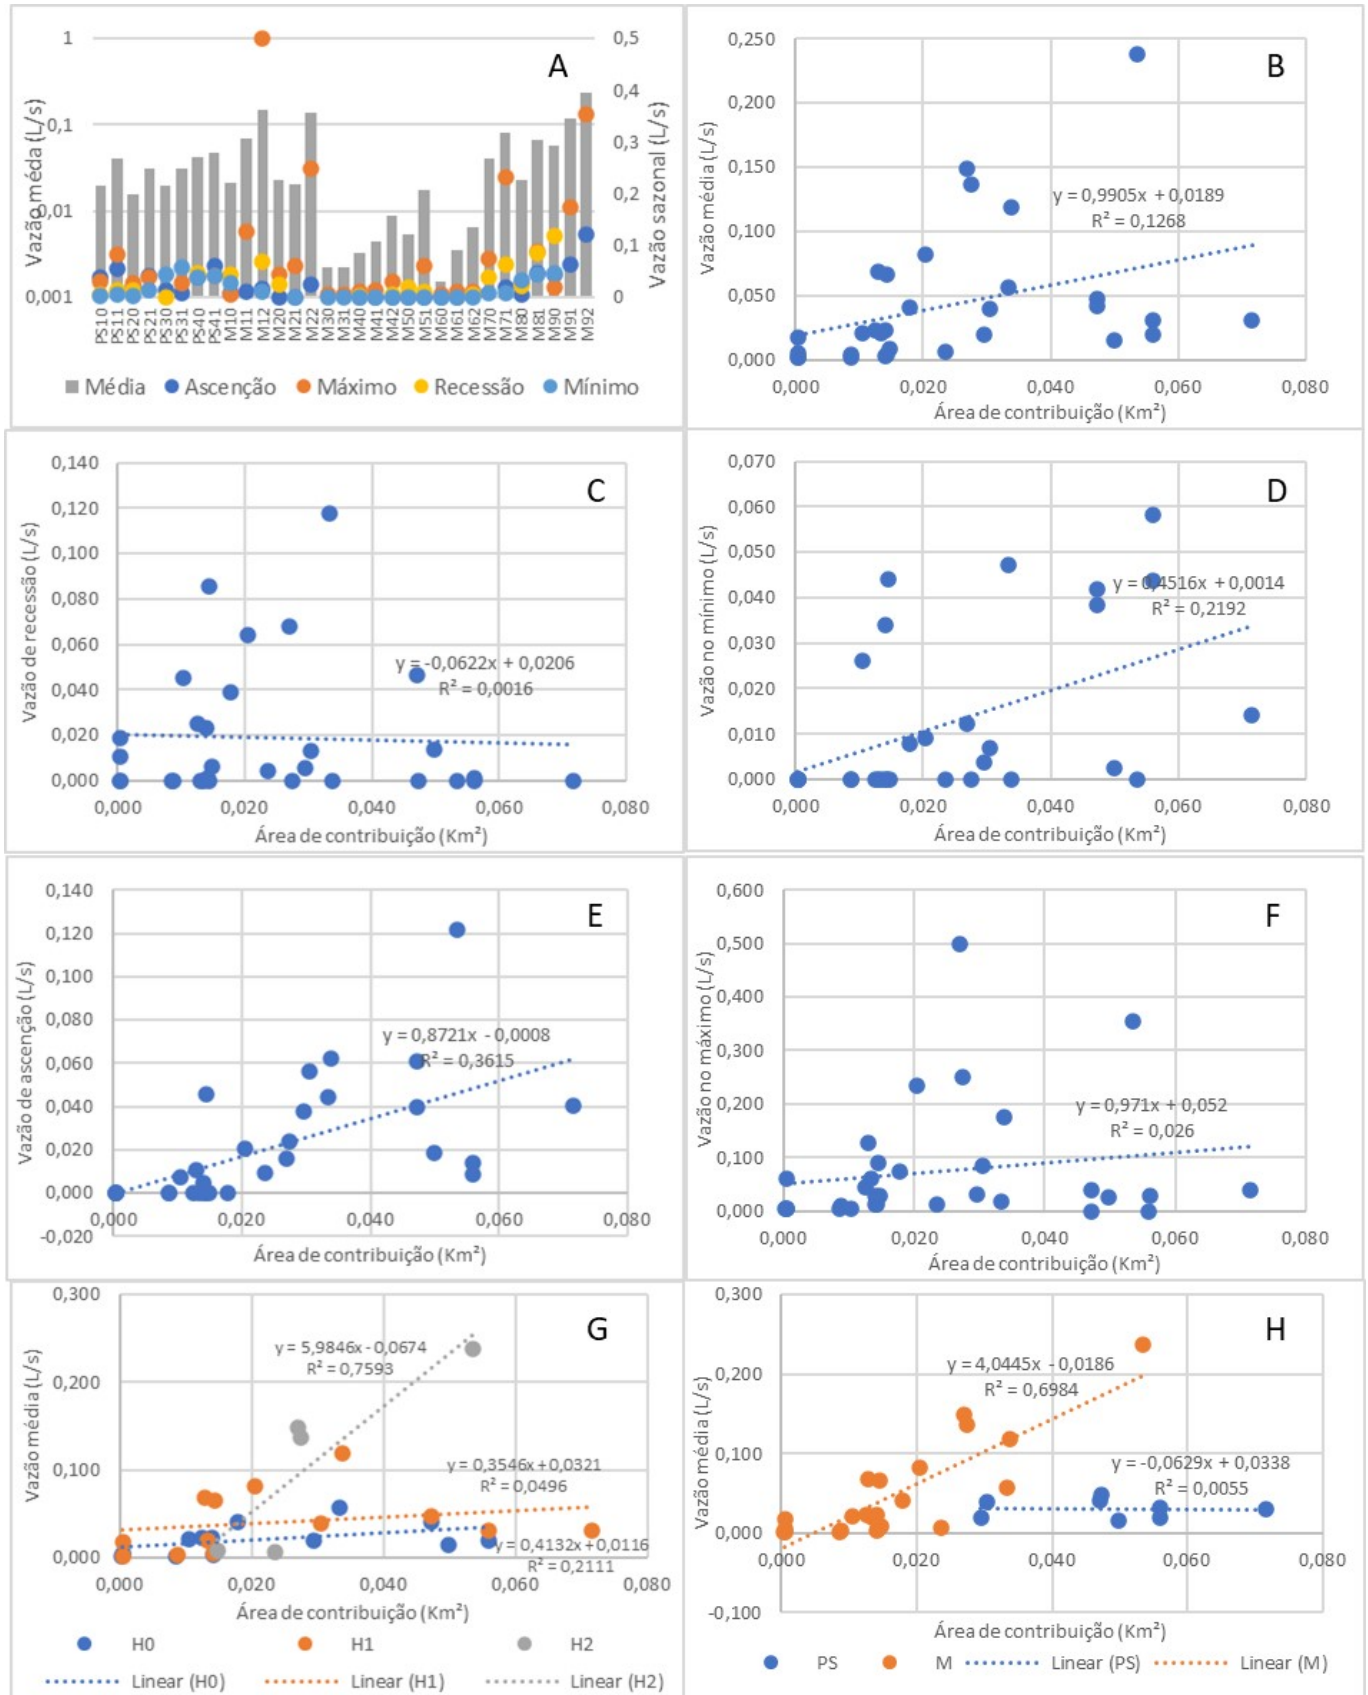 A
Vazão méda (L/s)
1
0,1
0,01
0,001
0,5
0,4
0,3
0,2
0,1
0
Vazão sazonal (L/s)
PS10 PS11 PS20 PS21 PS30 PS31 PS40 PS41 M10 M11 M12 M20 M21 M22 M30 M31 M40 M41 M42 M50 M51 M60 M61 M62 M70 M71 M80 M81 M90 M91 M92
Média Ascenção Máximo Recessão Mínimo
B
Vazão média (L/s)
0,250
0,200
0,150
0,100
0,050
0,000
y = 0,9905x + 0,0189
R² = 0,1268
0,000 0,020 0,040 0,060 0,080
Área de contribuição (Km²)
C
Vazão de recessão (L/s)
0,140
0,120
0,100
0,080
0,060
0,040
0,020
0,000
y = -0,0622x + 0,0206
R² = 0,0016
0,000 0,020 0,040 0,060 0,080
Área de contribuição (Km²)
D
Vazão no mínimo (L/s)
0,070
0,060
0,050
0,040
0,030
0,020
0,010
0,000
y = 0,4516x + 0,0014
R² = 0,2192
0,000 0,020 0,040 0,060 0,080
Área de contribuição (Km²)
E
Vazão de ascenção (L/s)
0,140
0,120
0,100
0,080
0,060
0,040
0,020
0,000
-0,020
y = 0,8721x - 0,0008
R² = 0,3615
0,000 0,020 0,040 0,060 0,080
Área de contribuição (Km²)
F
Vazão no máximo (L/s)
0,600
0,500
0,400
0,300
0,200
0,100
0,000
y = 0,971x + 0,052
R² = 0,026
0,000 0,020 0,040 0,060 0,080
Área de contribuição (Km²)
G
Vazão média (L/s)
0,300
0,200
0,100
0,000
y = 5,9846x - 0,0674
R² = 0,7593
y = 0,3546x + 0,0321
R² = 0,0496
y = 0,4132x + 0,0116
R² = 0,2111
0,000 0,020 0,040 0,060 0,080
Área de contribuição (Km²)
H0 H1 H2
Linear (H0) Linear (H1) Linear (H2)
H
Vazão média (L/s)
0,300
0,200
0,100
0,000
-0,100
y = 4,0445x - 0,0186
R² = 0,6984
y = -0,0629x + 0,0338
R² = 0,0055
0,000 0,020 0,040 0,060 0,080
Área de contribuição (Km²)
PS M Linear (PS) Linear (M)